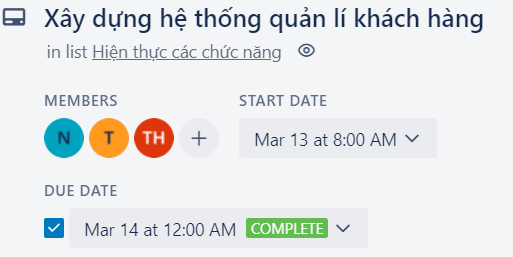 Xây dựng hệ thống quản lí khách hàng
in list Hiện thực các chức năng
MEMBERS
N T TH +
START DATE
Mar 13 at 8:00 AM
DUE DATE
Mar 14 at 12:00 AM COMPLETE